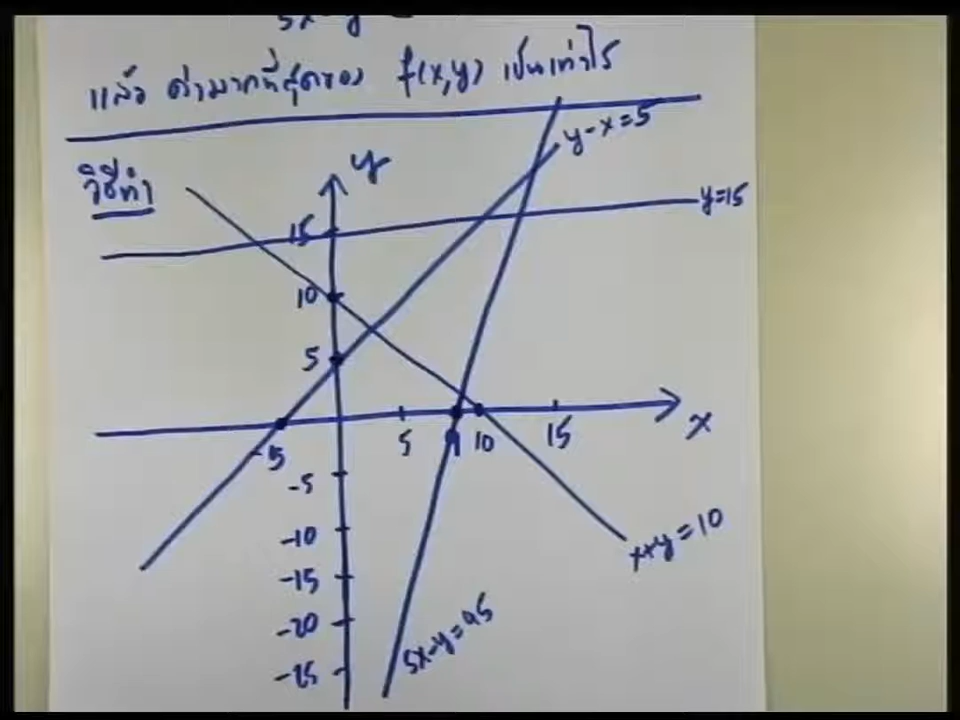 5x-y
แล้ว ค่ามากที่สุดของ f(x,y) เป็นเท่าไร
วิธีทำ
y
y-x=5
y=15
15
10
5
-5
5
9
10
15
x
-5
-10
-15
-20
-25
x+y=10
5x-y=45